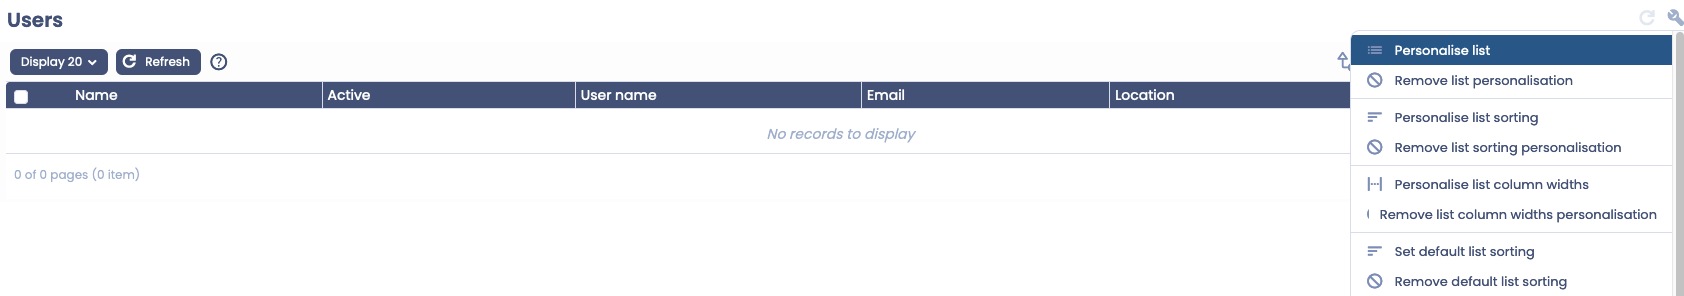 Users
Display 20
Refresh
Name
Active
User name
Email
Location
No records to display
0 of 0 pages (0 item)
Personalise list
Remove list personalisation
Personalise list sorting
Remove list sorting personalisation
Personalise list column widths
Remove list column widths personalisation
Set default list sorting
Remove default list sorting